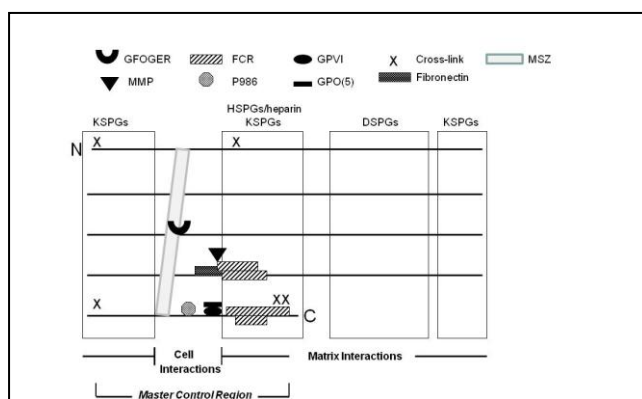 GFOGER FCR GPVI X Cross-link MSZ
MMP P986 GPO(5) Fibronectin
HSPGs/heparin
KSPGs KSPGs DSPGs KSPGs
X X
N
XX
X C
Cell
Interactions Matrix Interactions
Master Control Region